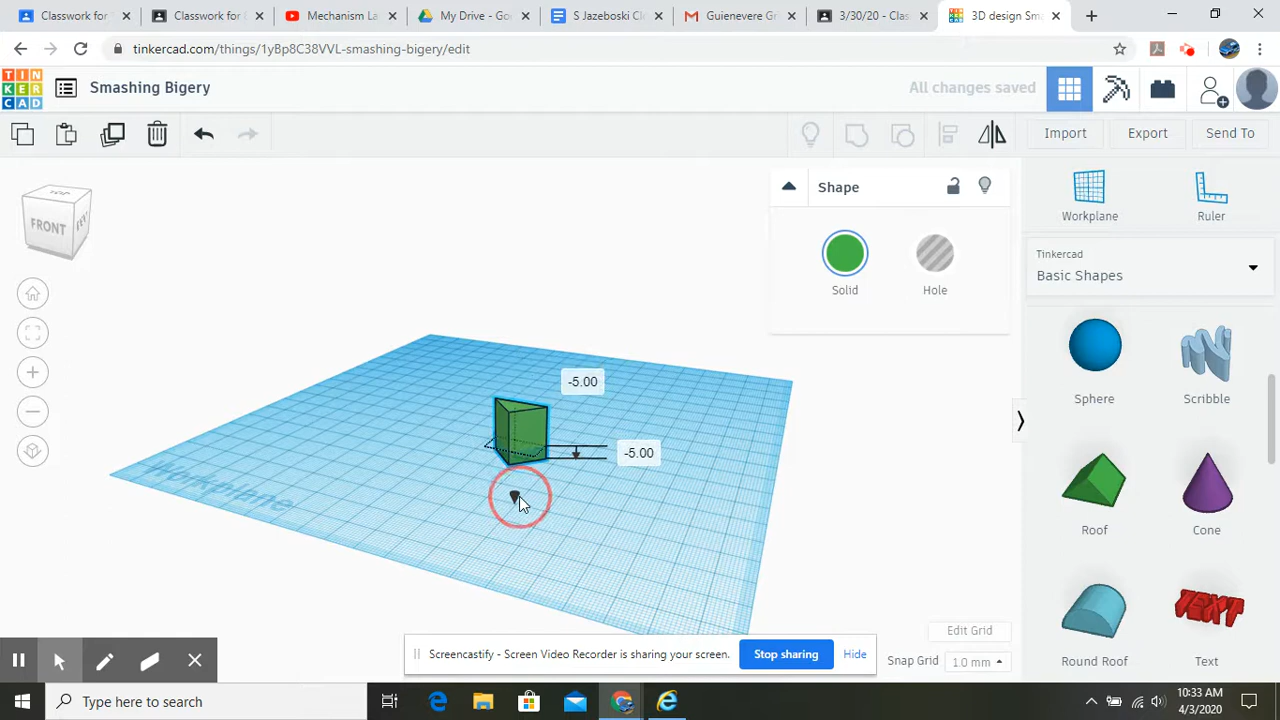 Classwork for
Classwork for
Mechanism La
My Drive - Go
S Jazeboski Cl
Guienevere Gr
3/30/20 - Clas
3D design Sma
tinkercad.com/things/1yBp8C38VVL-smashing-bigery/edit
TIN
KER
CAD
Smashing Bigery
All changes saved
Import
Export
Send To
TOP
FRONT
Shape
Solid
Hole
Workplane
Ruler
Tinkercad
Basic Shapes
Sphere
Scribble
Roof
Cone
TEXT
Round Roof
Text
-5.00
-5.00
Workplane
Edit Grid
Snap Grid
1.0 mm
Screencastify - Screen Video Recorder is sharing your screen.
Stop sharing
Hide
Type here to search
10:33 AM
4/3/2020